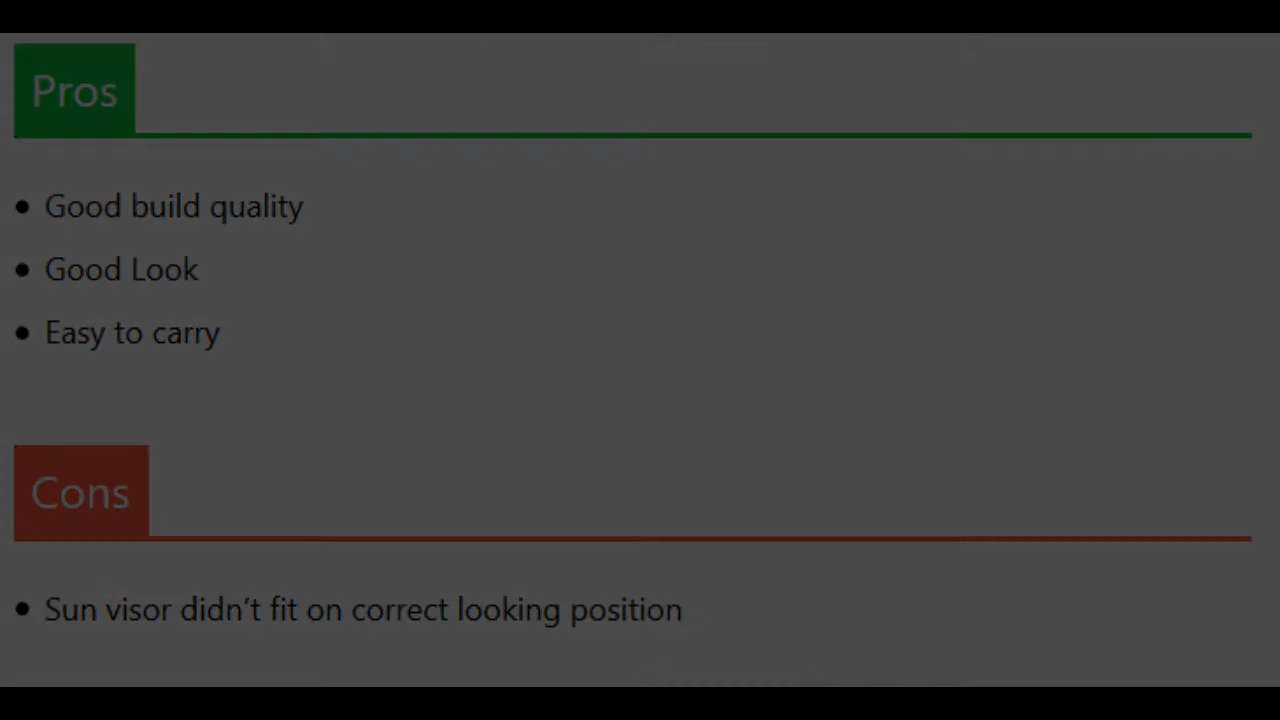 Pros
Good build quality
Good Look
Easy to carry
Cons
Sun visor didn’t fit on correct looking position